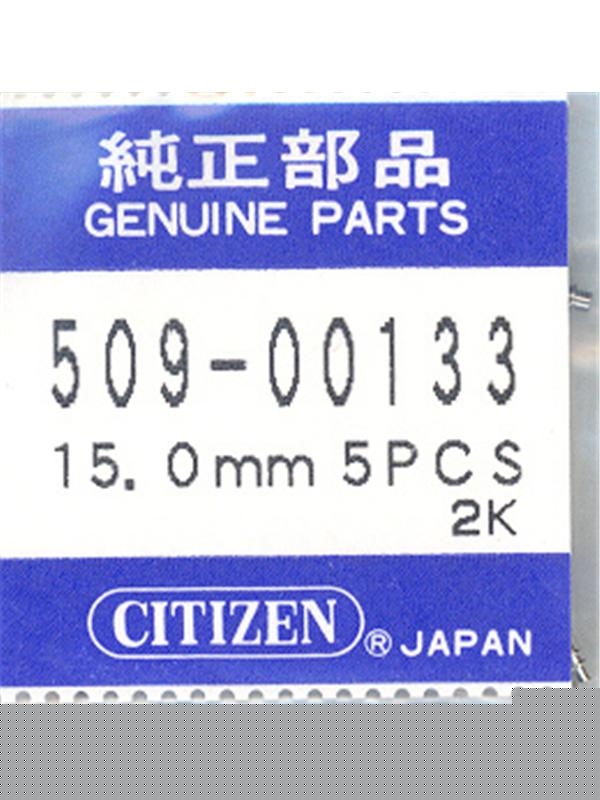 純正部品
GENUINE PARTS
509-00133
15.0mm 5PCS
2K
CITIZEN ® JAPAN